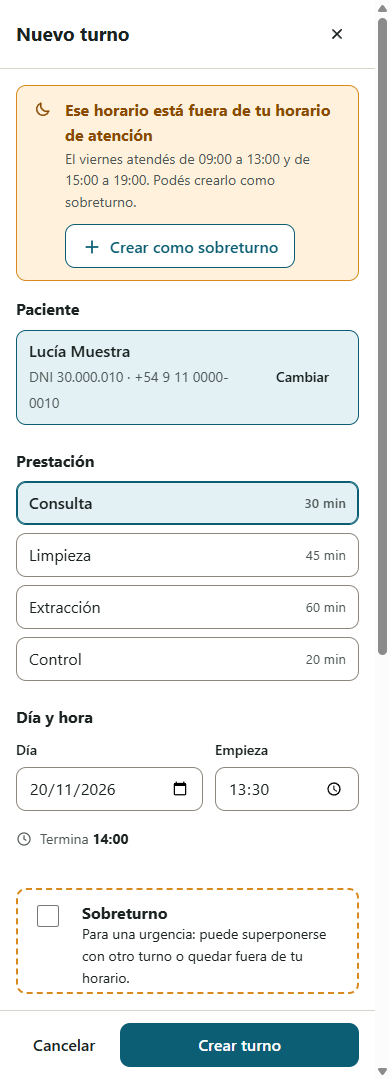 Nuevo turno
Ese horario está fuera de tu horario
de atención
El viernes atendés de 09:00 a 13:00 y de
15:00 a 19:00. Podés crearlo como
sobreturno.
Crear como sobreturno
Paciente
Lucía Muestra
DNI 30.000.010 · +54 9 11 0000-
0010
Cambiar
Prestación
Consulta 30 min
Limpieza 45 min
Extracción 60 min
Control 20 min
Día y hora
Día Empieza
20/11/2026 13:30
Termina 14:00
Sobreturno
Para una urgencia: puede superponerse
con otro turno o quedar fuera de tu
horario.
Cancelar Crear turno